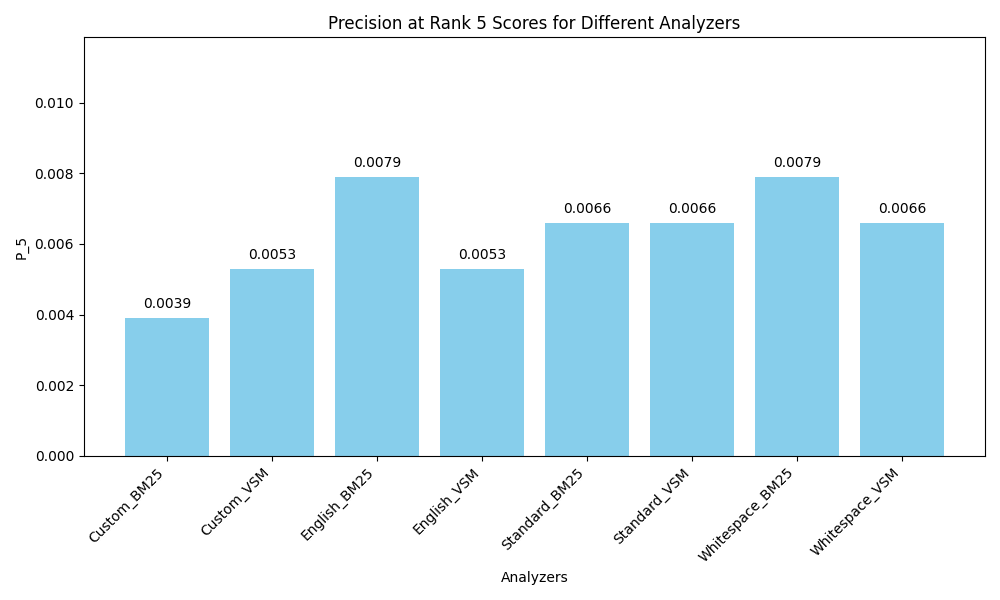 Precision at Rank 5 Scores for Different Analyzers
P_5
0.010
0.008
0.006
0.004
0.002
0.000
0.0039
0.0053
0.0079
0.0053
0.0066
0.0066
0.0079
0.0066
Custom_BM25
Custom_VSM
English_BM25
English_VSM
Standard_BM25
Standard_VSM
Whitespace_BM25
Whitespace_VSM
Analyzers